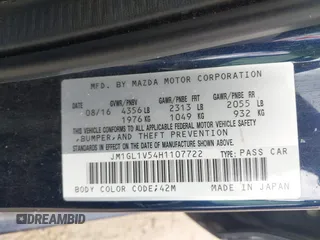 MFD. BY MAZDA MOTOR CORPORATION
GVWR/PNBV GAWR/PNBE FR GAWR/PNBE RR
08/16 4356 LB 2313 LB 2055 LB
1976 KG 1049 KG 932 KG
THIS VEHICLE CONFORMS TO ALL APPLICABLE
FEDERAL MOTOR VEHICLE SAFETY,
BUMPER, AND THEFT PREVENTION
STANDARDS IN EFFECT ON THE DATE
OF MANUFACTURE SHOWN ABOVE.
JM1GL1V54H1107722 TYPE:PASS CAR
BODY COLOR CODE:42M MADE IN JAPAN
BIDFAX